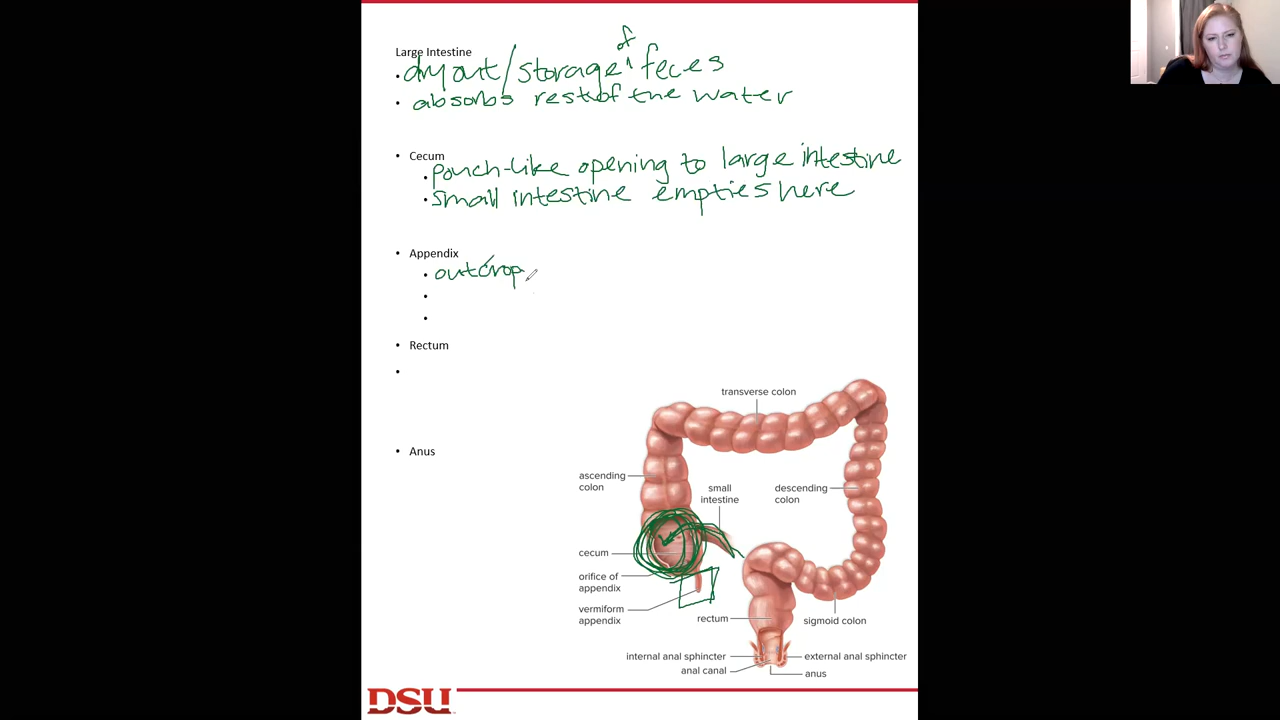 Large Intestine
• dry out/storage of feces
• absorbs rest of the water
• Cecum
• pouch-like opening to large intestine
• small intestine empties here
• Appendix
• outcrop
•
•
• Rectum
•
• Anus
transverse colon
ascending
colon
small
intestine
descending
colon
cecum
orifice of
appendix
vermiform
appendix
rectum
sigmoid colon
internal anal sphincter
external anal sphincter
anal canal
anus
DSU